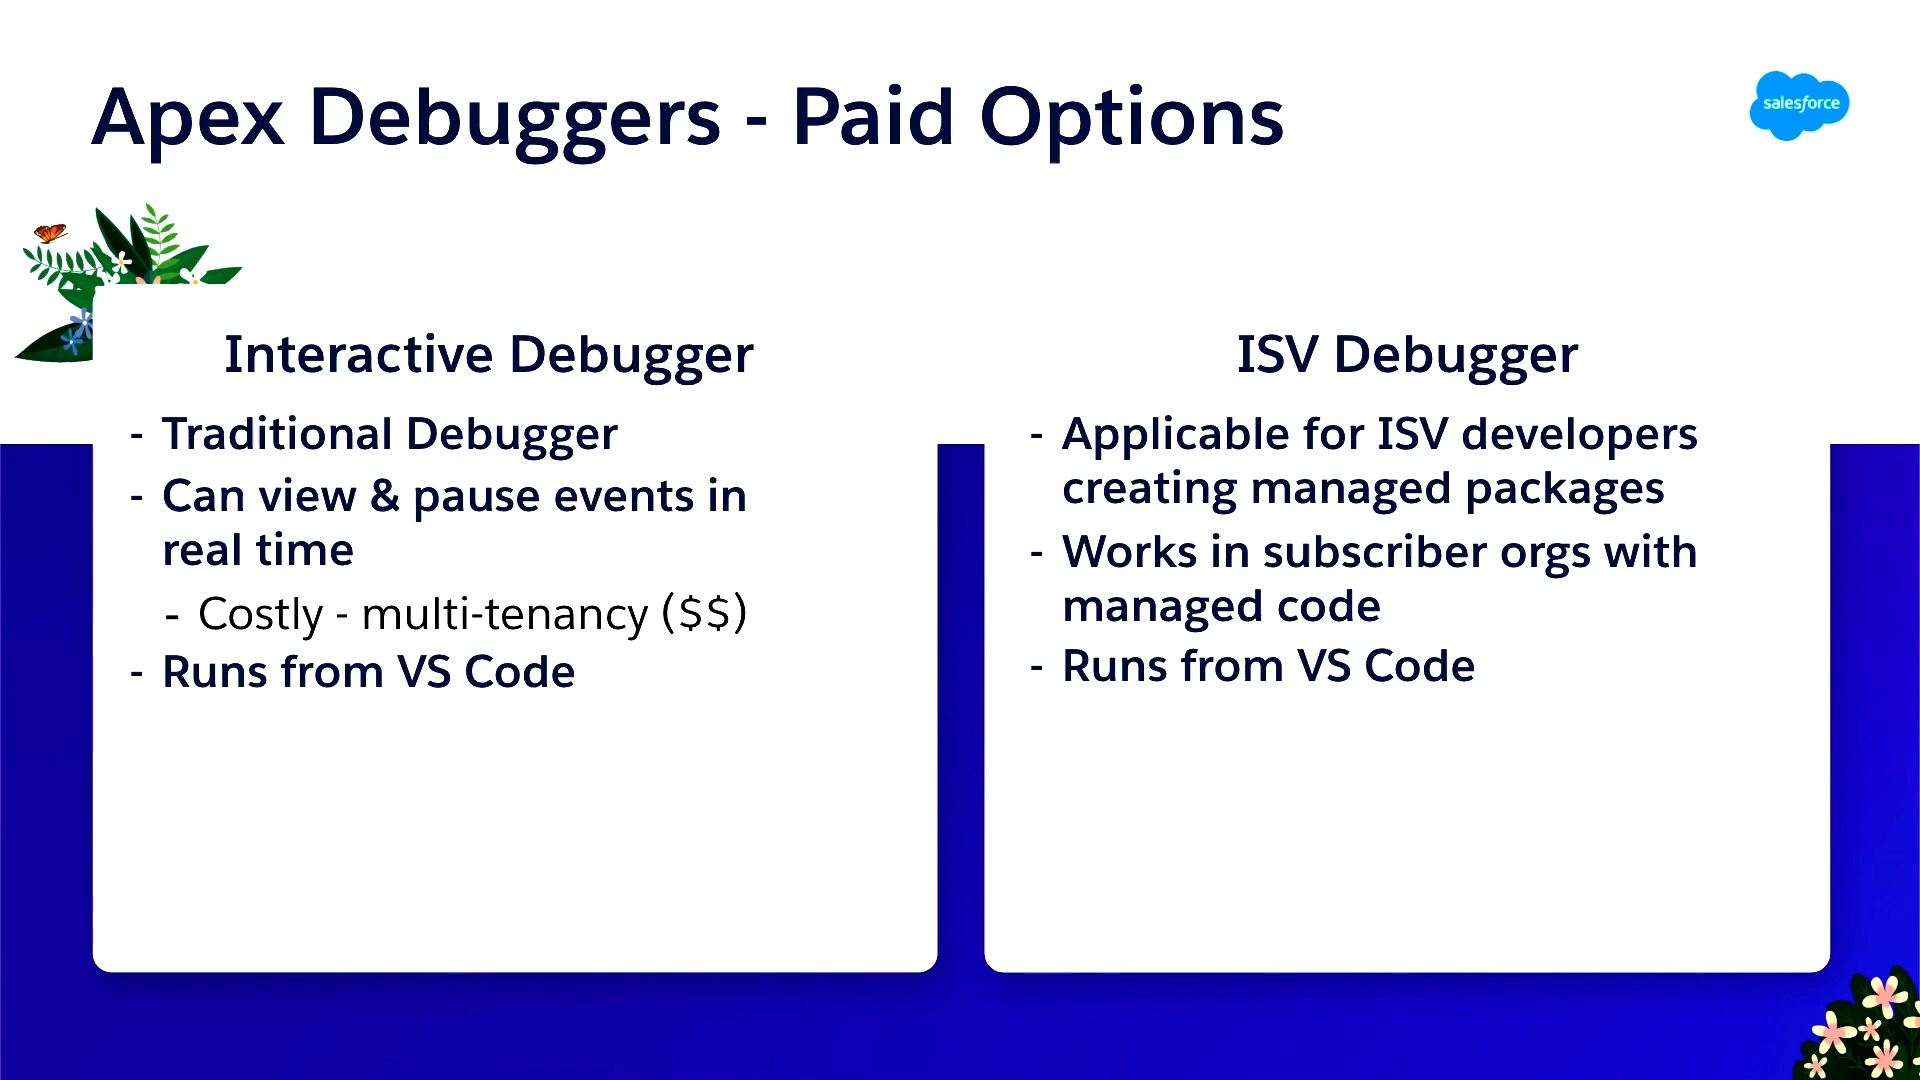 Apex Debuggers - Paid Options
salesforce
Interactive Debugger
- Traditional Debugger
- Can view & pause events in
real time
- Costly - multi-tenancy ($$)
- Runs from VS Code
ISV Debugger
- Applicable for ISV developers
creating managed packages
- Works in subscriber orgs with
managed code
- Runs from VS Code